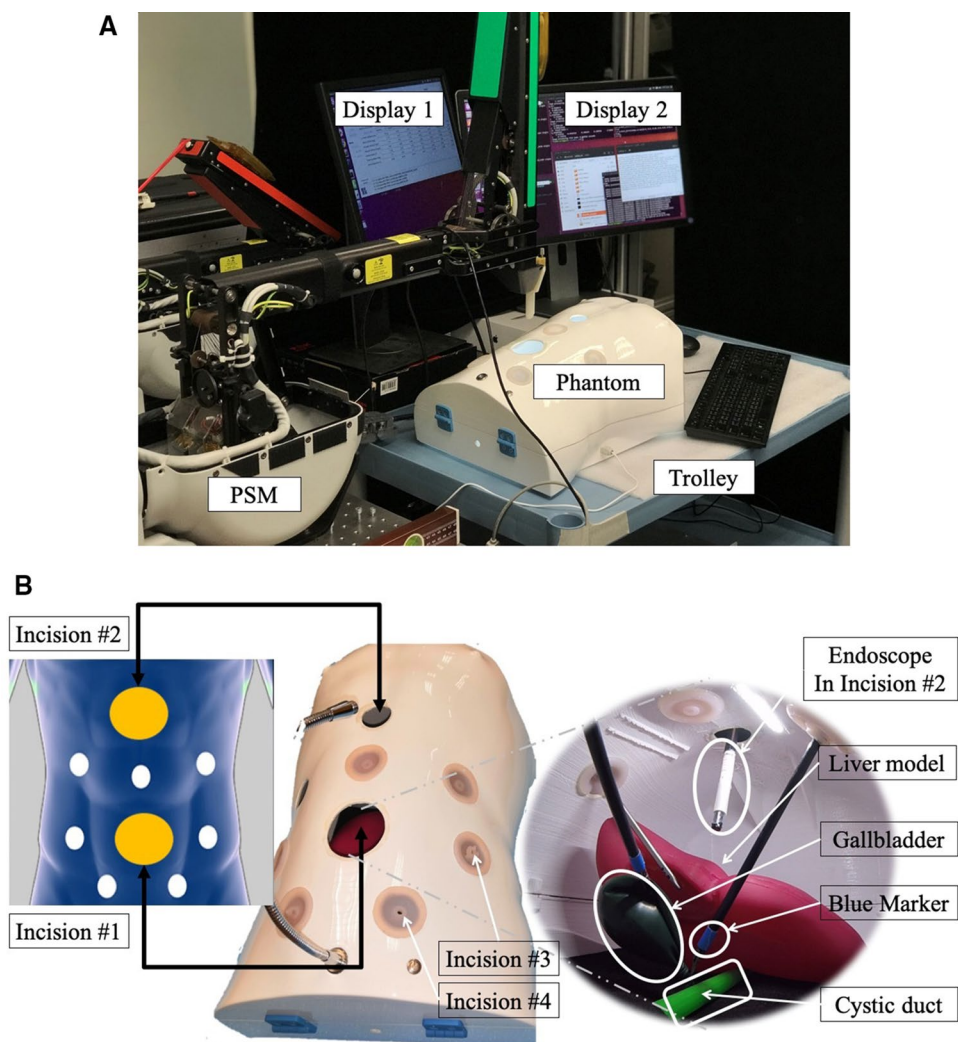 A
Display 1
Display 2
Phantom
PSM
Trolley
B
Incision #2
Endoscope
In Incision #2
Liver model
Gallbladder
Blue Marker
Incision #1
Incision #3
Incision #4
Cystic duct